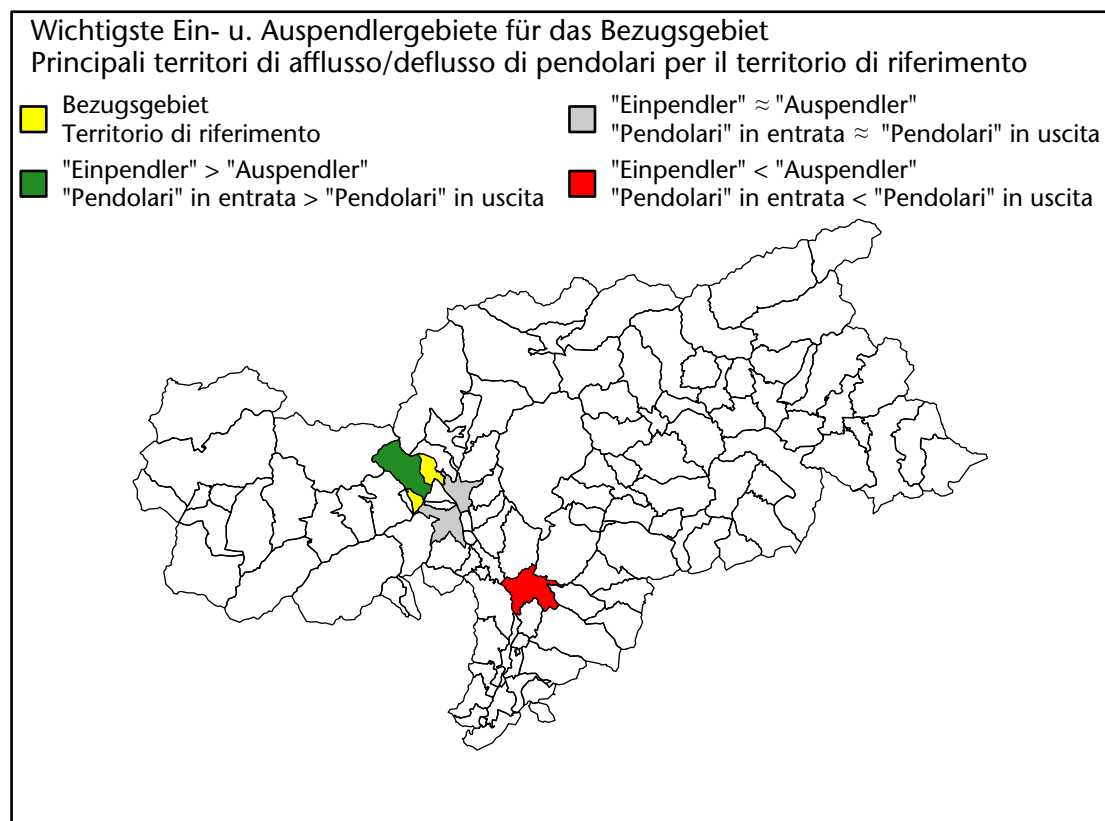 Wichtigste Ein- u. Auspendlergebiete für das Bezugsgebiet
Principali territori di afflusso/deflusso di pendolari per il territorio di riferimento
Bezugsgebiet
Territorio di riferimento
"Einpendler" > "Auspendler"
"Pendolari" in entrata > "Pendolari" in uscita
"Einpendler" ≈ "Auspendler"
"Pendolari" in entrata ≈ "Pendolari" in uscita
"Einpendler" < "Auspendler"
"Pendolari" in entrata < "Pendolari" in uscita